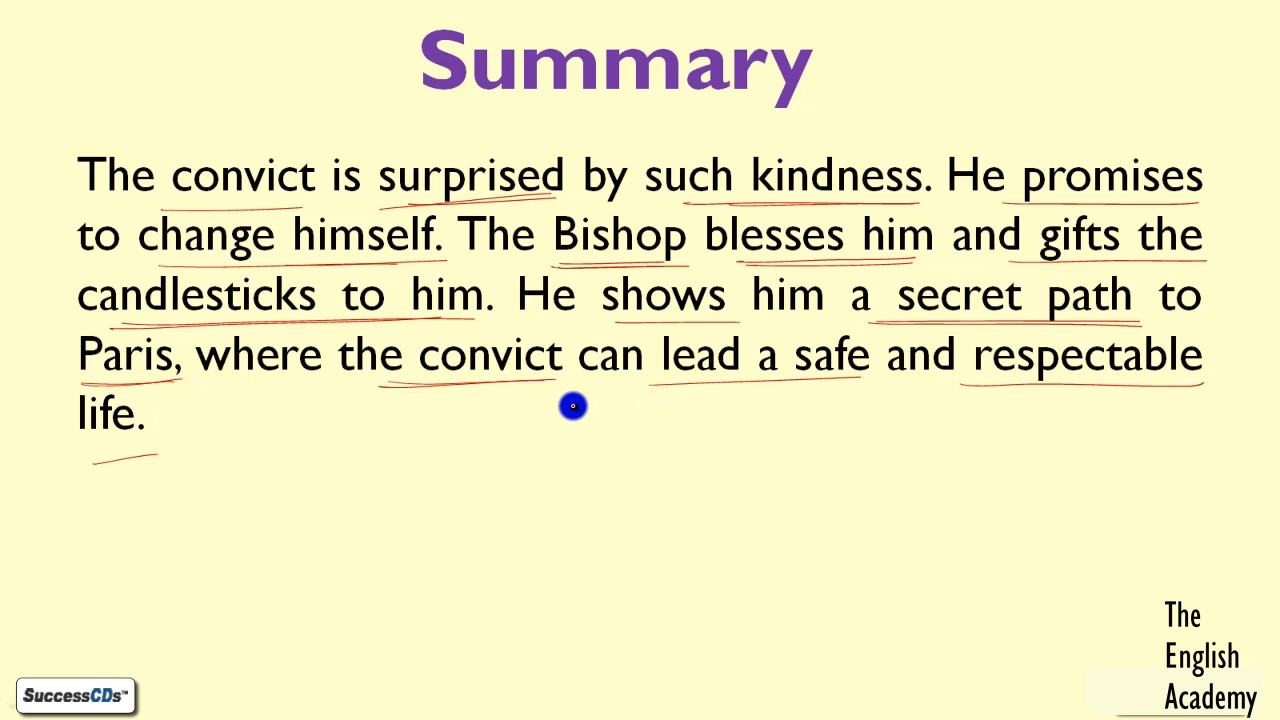 Summary
The convict is surprised by such kindness. He promises
to change himself. The Bishop blesses him and gifts the
candlesticks to him. He shows him a secret path to
Paris, where the convict can lead a safe and respectable
life.
The
English
Academy
SuccessCDs™